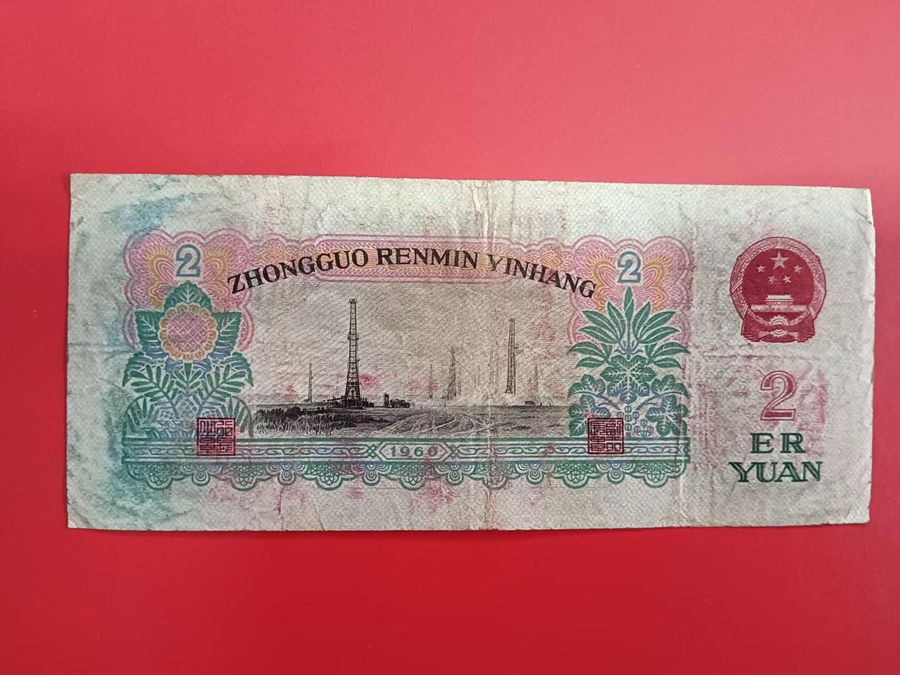 2
ZHONGGUO RENMIN YINHANG
2
1960
2
ER
YUAN